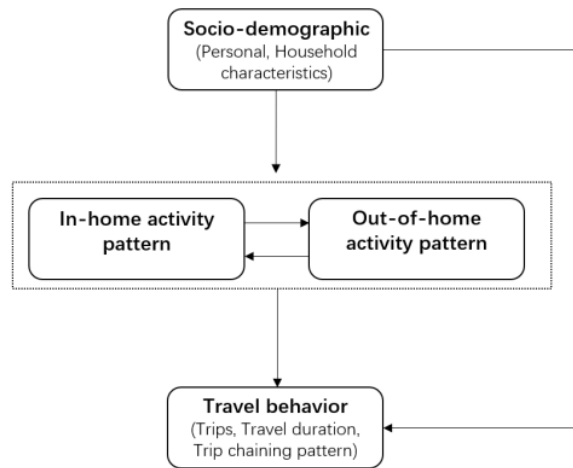 Socio-demographic
(Personal, Household
characteristics)
In-home activity
pattern
Out-of-home
activity pattern
Travel behavior
(Trips, Travel duration,
Trip chaining pattern)